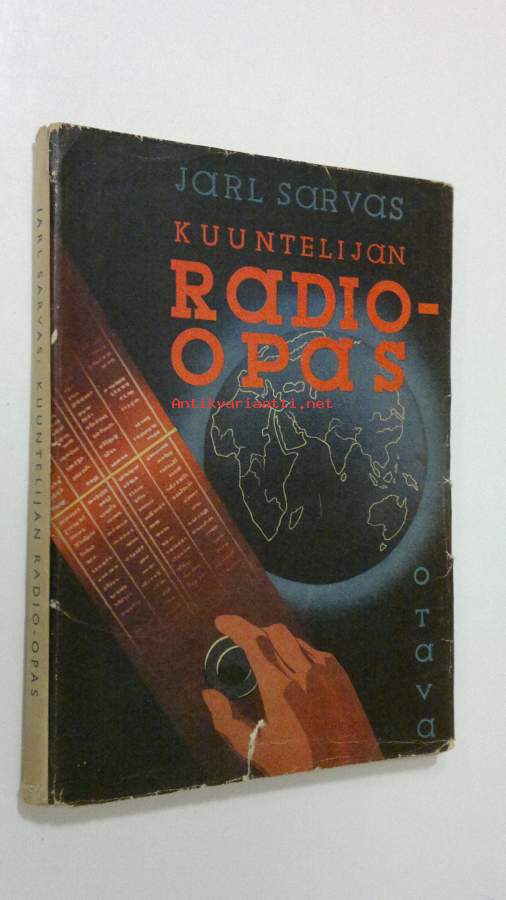 JARL SARVAS
KUUNTELIJAN
RADIO-
OPAS
Antikvariaatti.net
OTAVA
JARL SARVAS: KUUNTELIJAN RADIO-OPAS